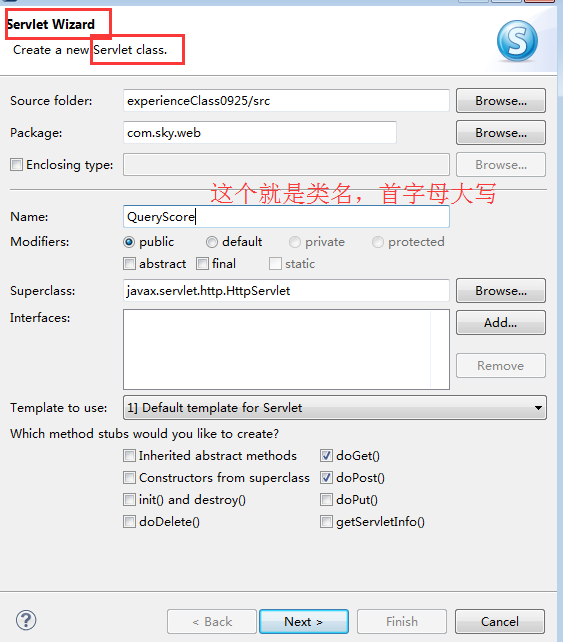 Servlet Wizard
Create a new Servlet class.
Source folder: experienceClass0925/src Browse...
Package: com.sky.web Browse...
Enclosing type: Browse...
这个就是类名，首字母大写
Name: QueryScore
Modifiers: public default private protected
abstract final static
Superclass: javax.servlet.http.HttpServlet Browse...
Interfaces: Add...
Remove
Template to use: 1] Default template for Servlet
Which method stubs would you like to create?
Inherited abstract methods doGet()
Constructors from superclass doPost()
init() and destroy() doPut()
doDelete() getServletInfo()
? < Back Next > Finish Cancel